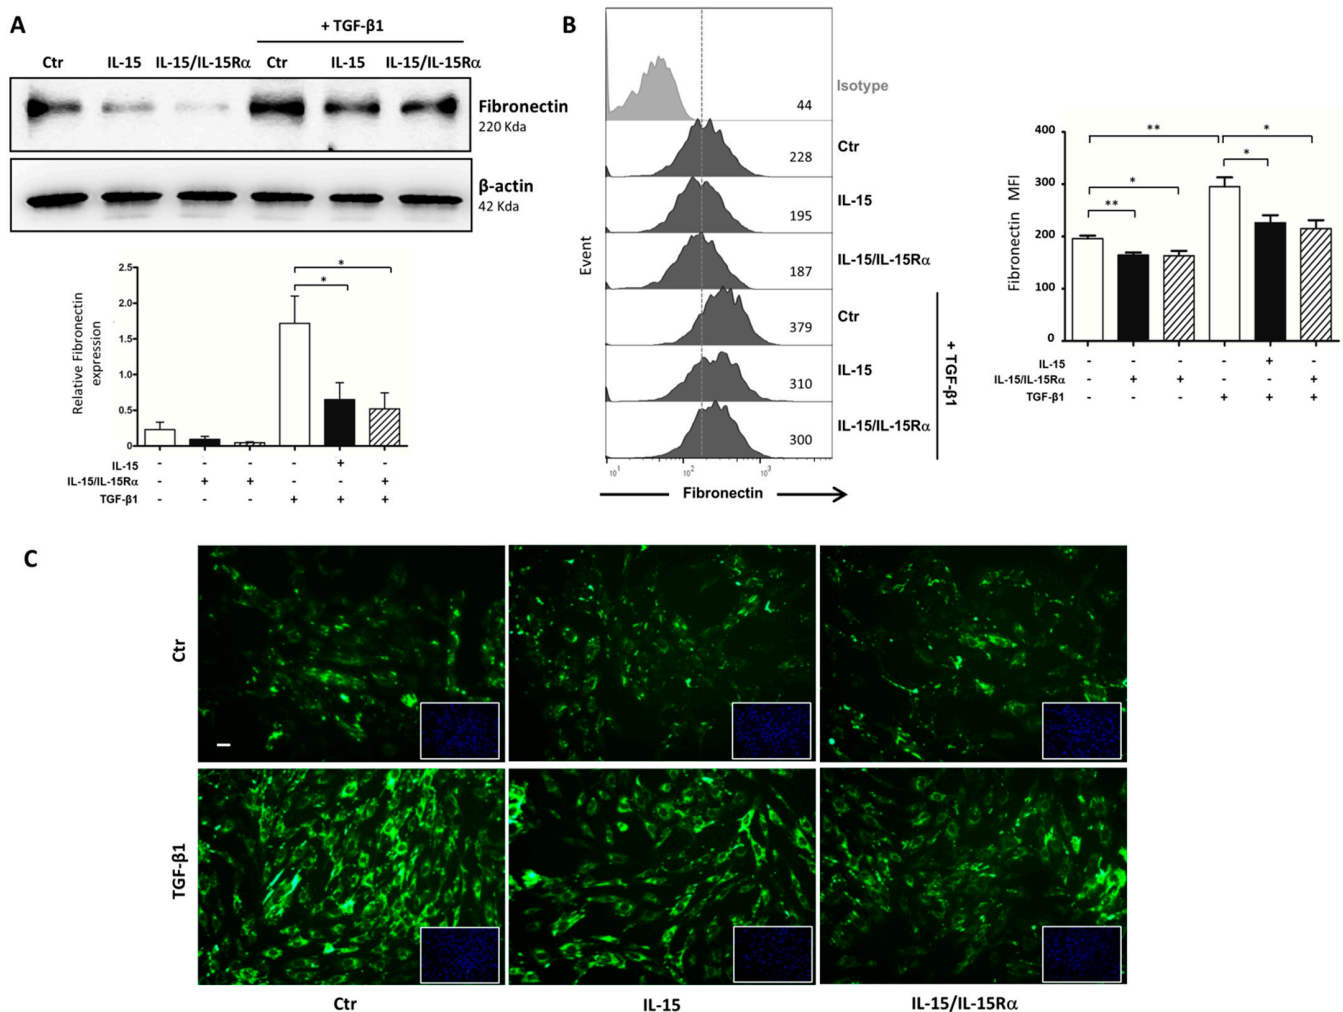 A
+ TGF-β1
Ctr IL-15 IL-15/IL-15Rα Ctr IL-15 IL-15/IL-15Rα
Fibronectin
220 Kda
β-actin
42 Kda
Relative Fibronectin
expression
2.5
2.0
1.5
1.0
0.5
0
* *
IL-15 - - - - + -
IL-15/IL-15Rα - + + - - +
TGF-β1 - - - + + +
B
Event
44 Isotype
228 Ctr
195 IL-15
187 IL-15/IL-15Rα
379 Ctr
310 IL-15
300 IL-15/IL-15Rα
+ TGF-β1
10¹ 10² 10³
Fibronectin
Fibronectin MFI
400
300
200
100
0
** *
* *
**
IL-15 - - - - + -
IL-15/IL-15Rα - + + - - +
TGF-β1 - - - + + +
C
Ctr
TGF-β1
Ctr IL-15 IL-15/IL-15Rα